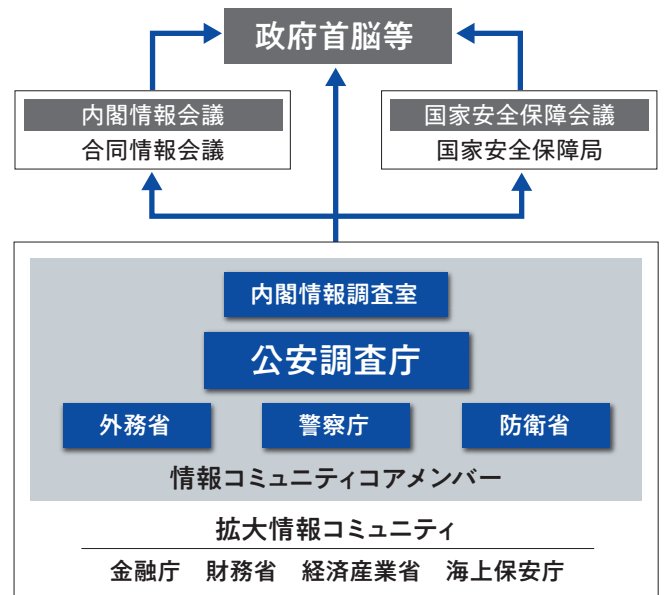 政府首脳等
内閣情報会議
合同情報会議
国家安全保障会議
国家安全保障局
内閣情報調査室
公安調査庁
外務省 警察庁 防衛省
情報コミュニティコアメンバー
拡大情報コミュニティ
金融庁 財務省 経済産業省 海上保安庁